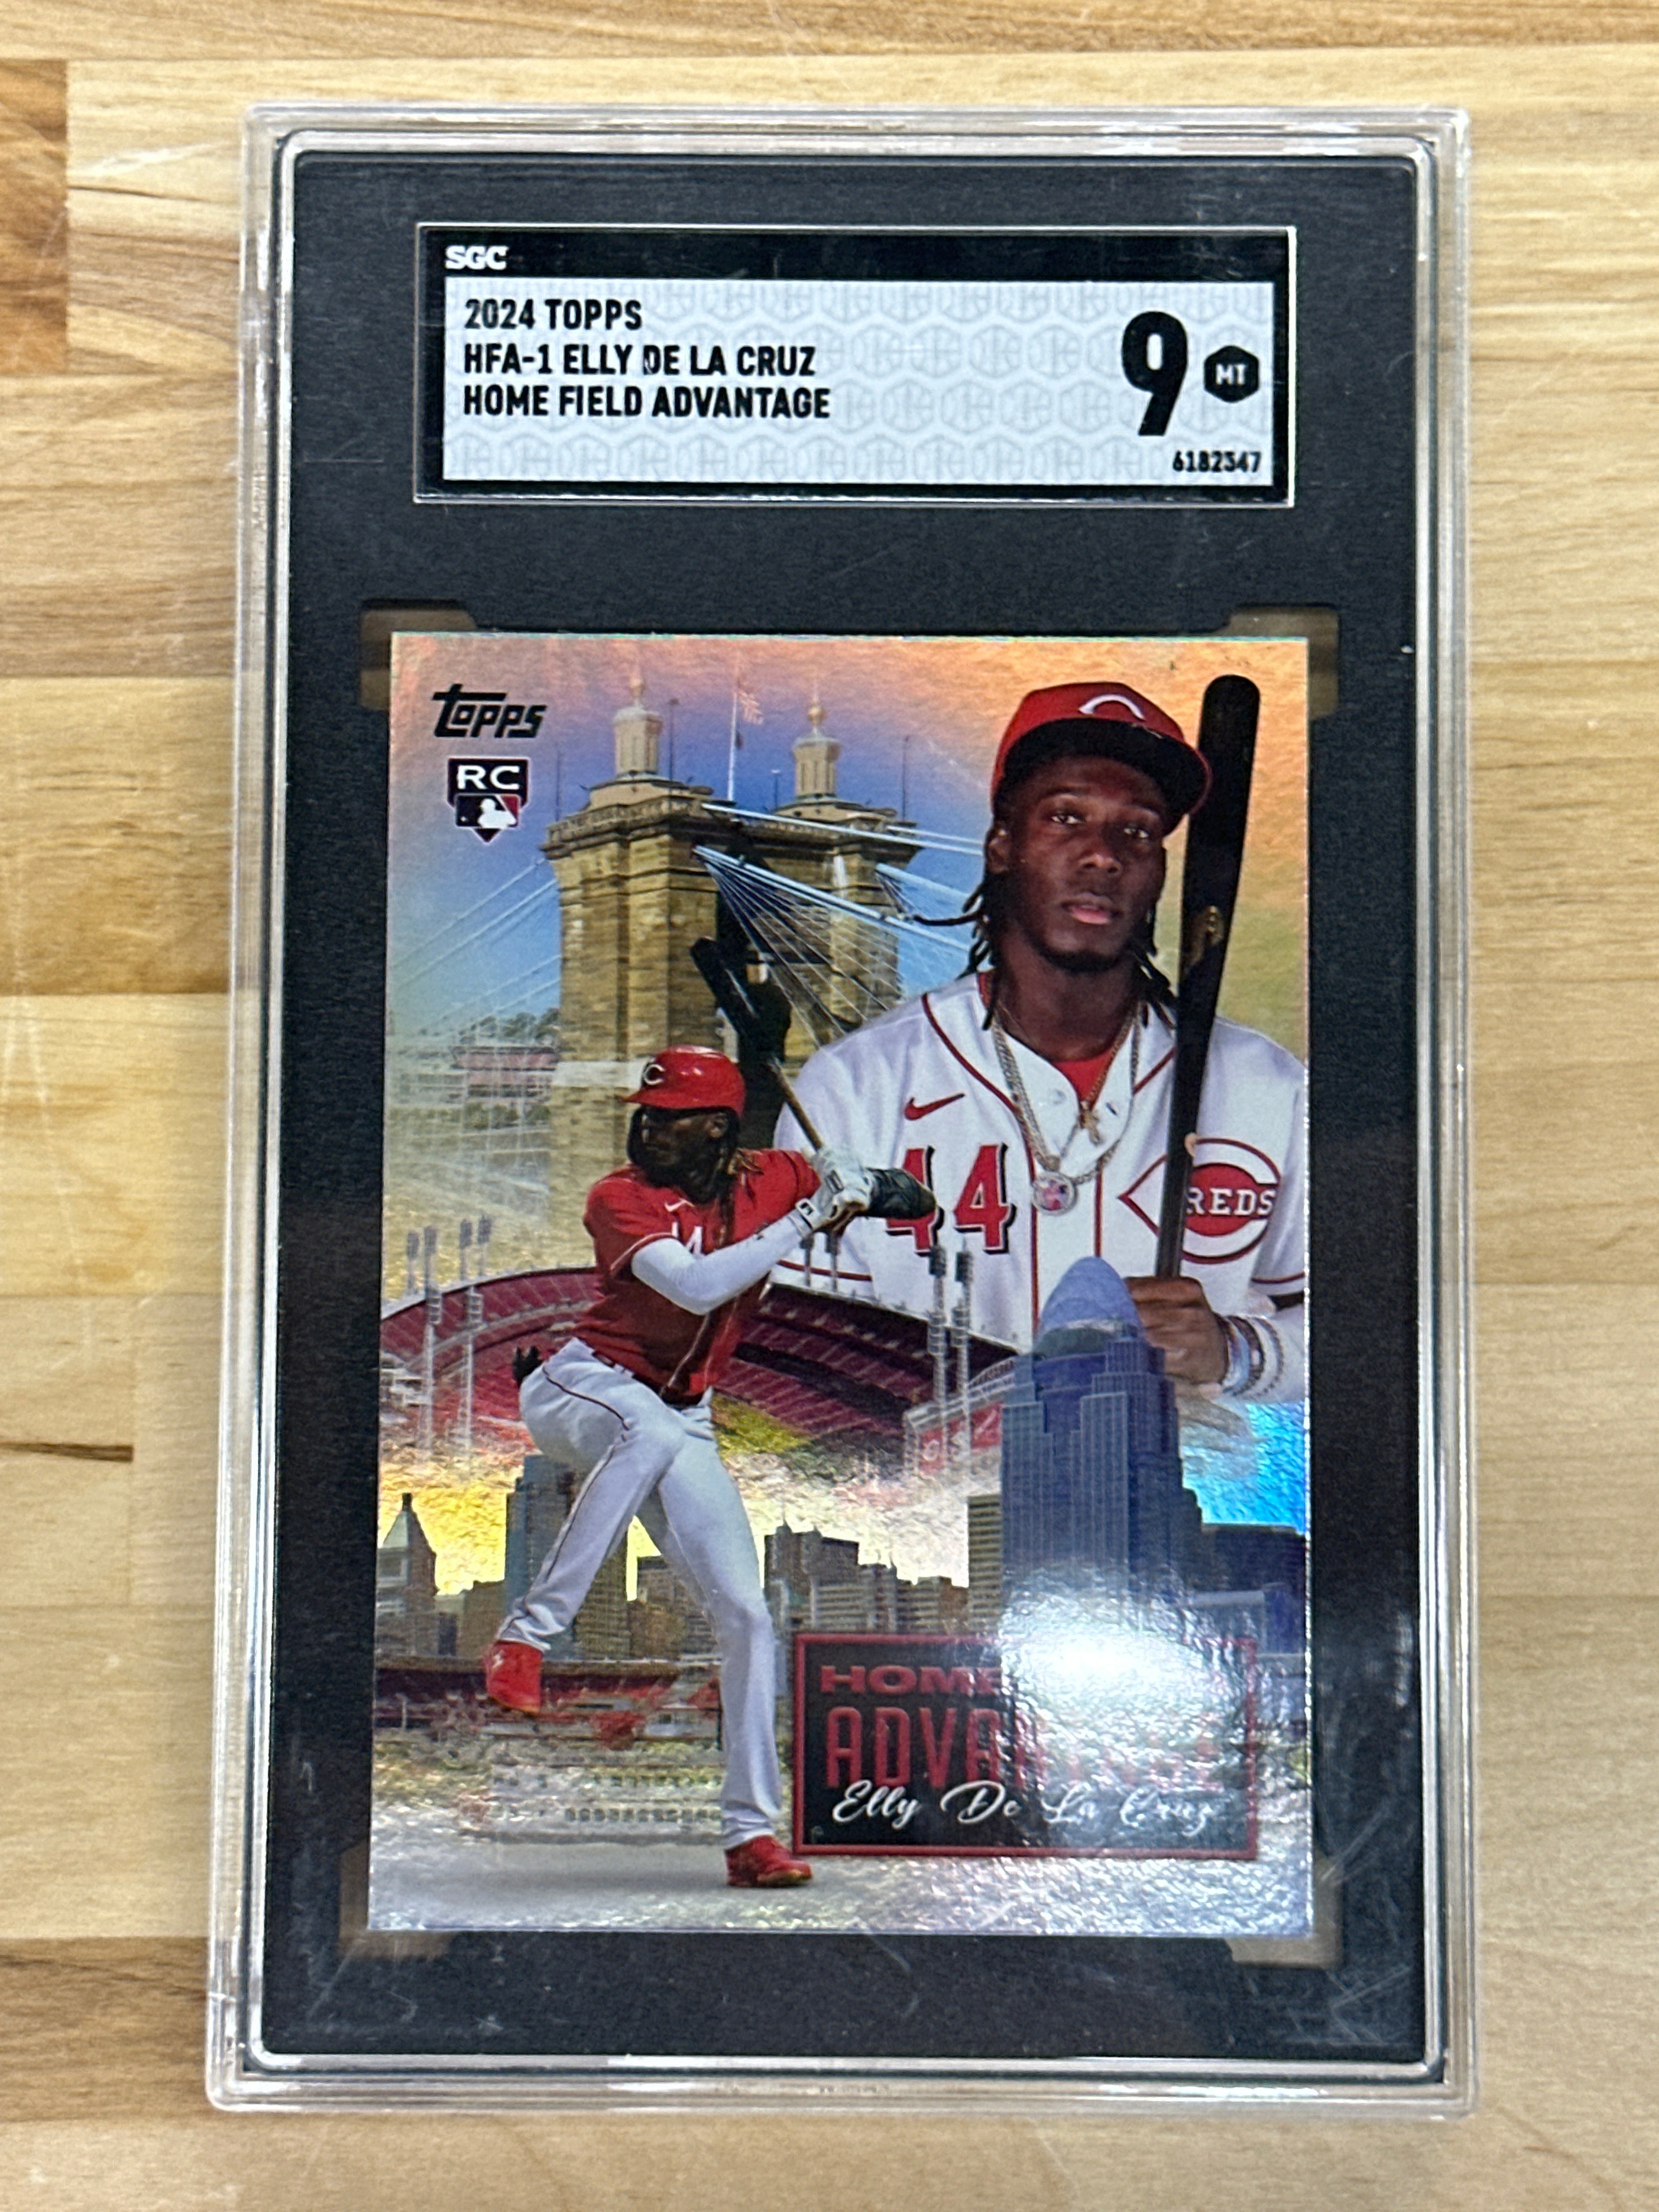 SGC
2024 TOPPS
HFA-1 ELLY DE LA CRUZ
HOME FIELD ADVANTAGE
9 MT
6182347
Topps
RC
44
REDS
HOME
Elly De La Cruz